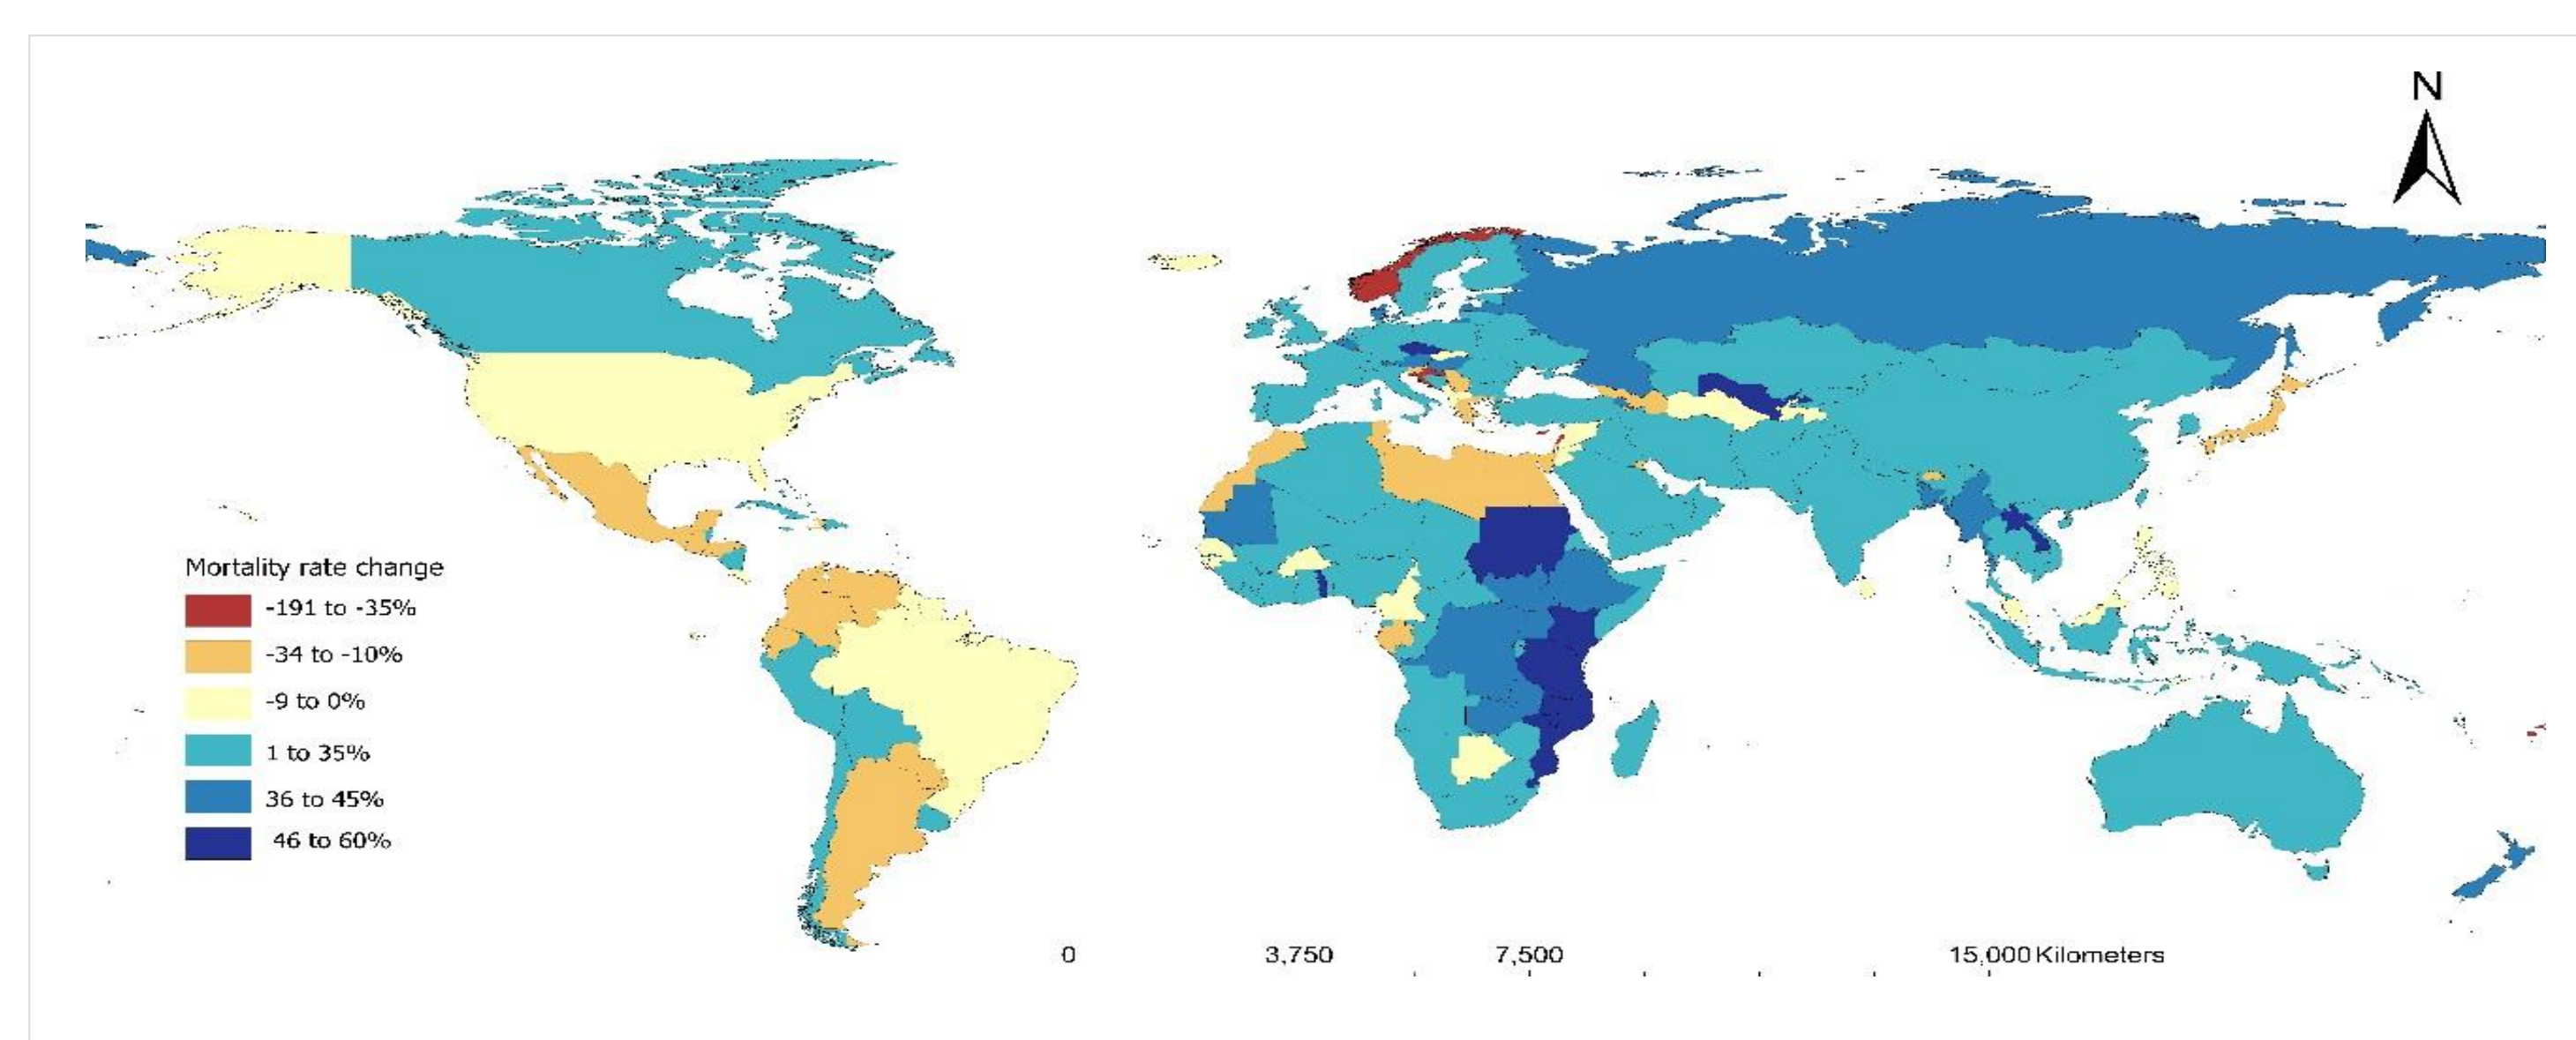 N
Mortality rate change
-191 to -35%
-34 to -10%
-9 to 0%
1 to 35%
36 to 45%
46 to 60%
0 3,750 7,500 15,000 Kilometers